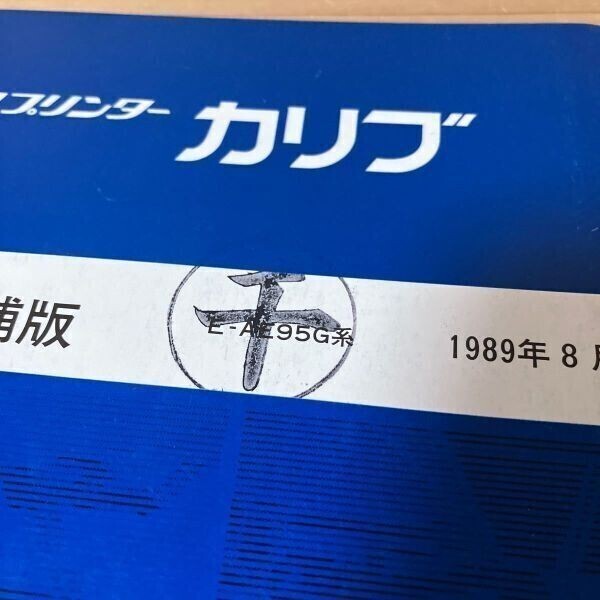 スプリンター カリブ
補版 千 E-AE95G系 1989年 8 月